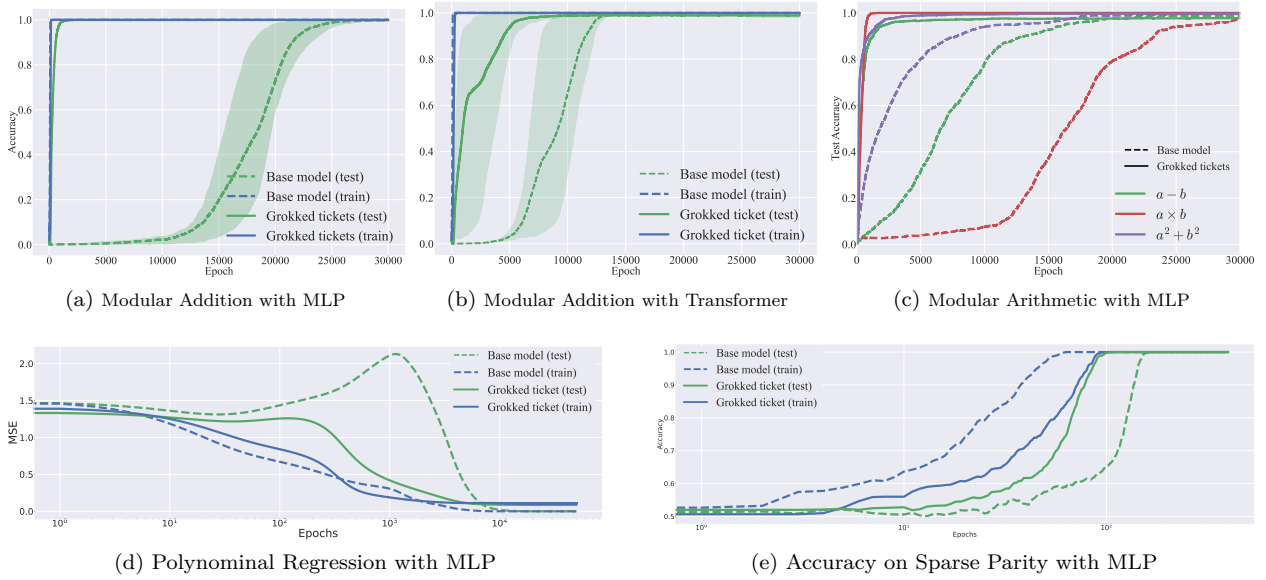 1.0
0.8
0.6
0.4
0.2
0.0
Accuracy
Base model (test)
Base model (train)
Grokked tickets (test)
Grokked tickets (train)
0 5000 10000 15000 20000 25000 30000
Epoch
(a) Modular Addition with MLP
1.0
0.8
0.6
0.4
0.2
0.0
Base model (test)
Base model (train)
Grokked ticket (test)
Grokked ticket (train)
0 5000 10000 15000 20000 25000 30000
Epoch
(b) Modular Addition with Transformer
1.0
0.8
0.6
0.4
0.2
0.0
Test Accuracy
Base model
Grokked tickets
a − b
a × b
a² + b²
0 5000 10000 15000 20000 25000 30000
Epoch
(c) Modular Arithmetic with MLP
2.0
1.5
1.0
0.5
0.0
MSE
Base model (test)
Base model (train)
Grokked ticket (test)
Grokked ticket (train)
10⁰ 10¹ 10² 10³ 10⁴
Epochs
(d) Polynominal Regression with MLP
1.0
0.9
0.8
0.7
0.6
0.5
Accuracy
Base model (test)
Base model (train)
Grokked ticket (test)
Grokked ticket (train)
10⁰ 10¹ 10²
Epochs
(e) Accuracy on Sparse Parity with MLP